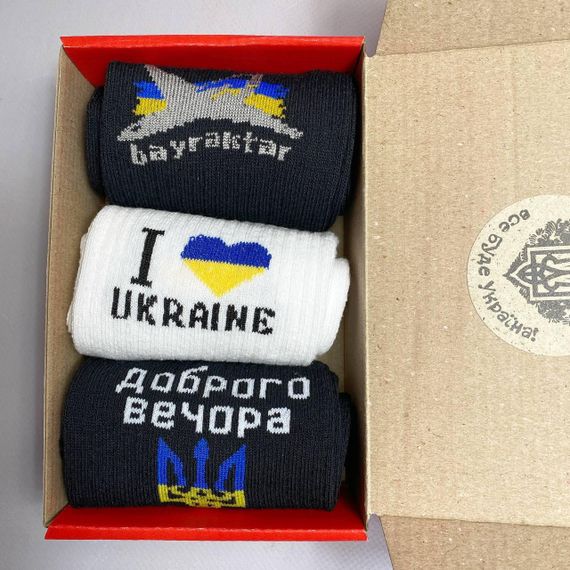 bayraktar
I
UKRAINE
доброго
вечора
все буде україна!